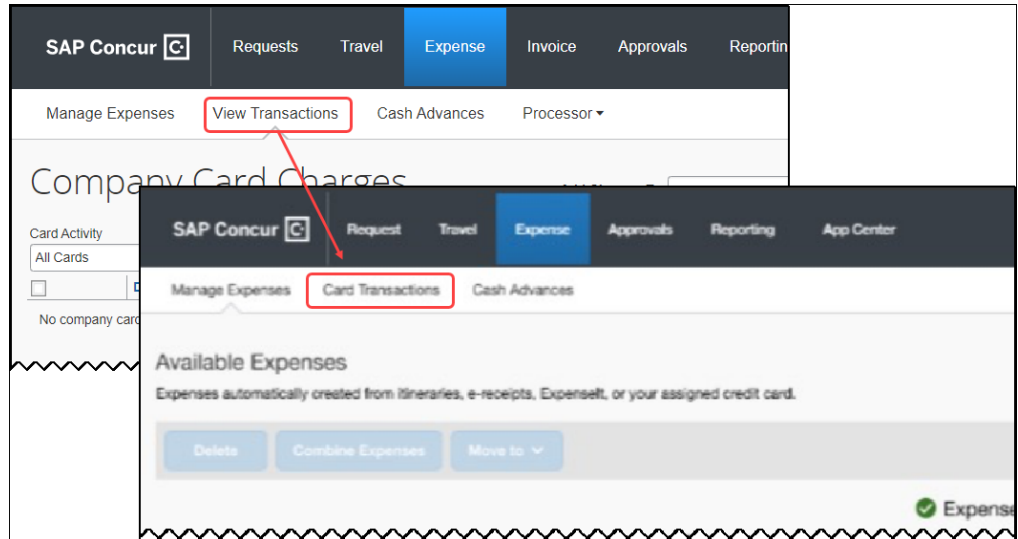 SAP Concur C Requests Travel Expense Invoice Approvals Reportin
Manage Expenses View Transactions Cash Advances Processor
Company Card Charges
Card Activity
All Cards
No company card
SAP Concur C Request Travel Expense Approvals Reporting App Center
Manage Expenses Card Transactions Cash Advances
Available Expenses
Expenses automatically created from itineraries, e-receipts, ExpenseIt, or your assigned credit card.
Delete Combine Expenses Move to
Expense